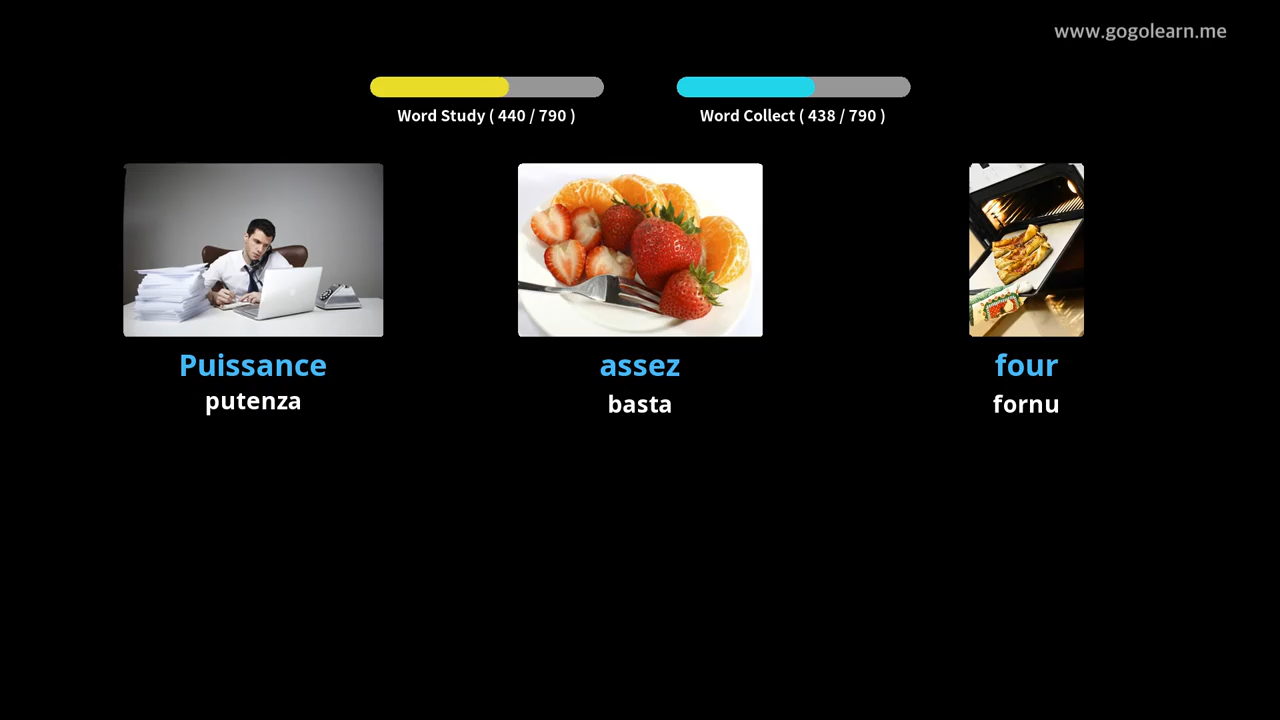 www.gogolearn.me
Word Study ( 440 / 790 )
Word Collect ( 438 / 790 )
Puissance
putenza
assez
basta
four
fornu